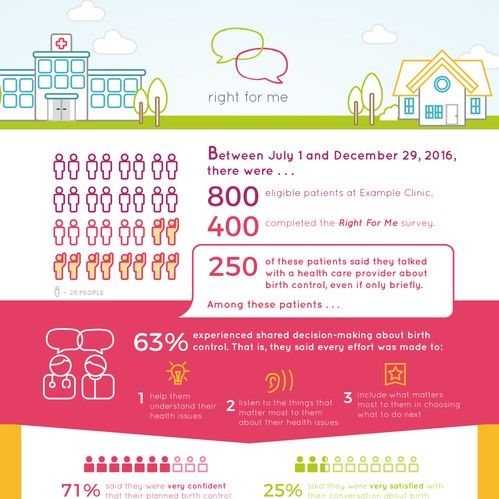 right for me
Between July 1 and December 29, 2016,
there were . . .
800 eligible patients at Example Clinic.
400 completed the Right For Me survey.
250 of these patients said they talked
with a health care provider about
birth control, even if only briefly.
= 25 PEOPLE
Among these patients . . .
63% experienced shared decision-making about birth
control. That is, they said every effort was made to:
1 help them
understand their
health issues
2 listen to the things that
matter most to them
about their health issues
3 include what matters
most to them in choosing
what to do next
71% said they were very confident
that their planned birth control
25% said they were very satisfied with
their conversation about birth